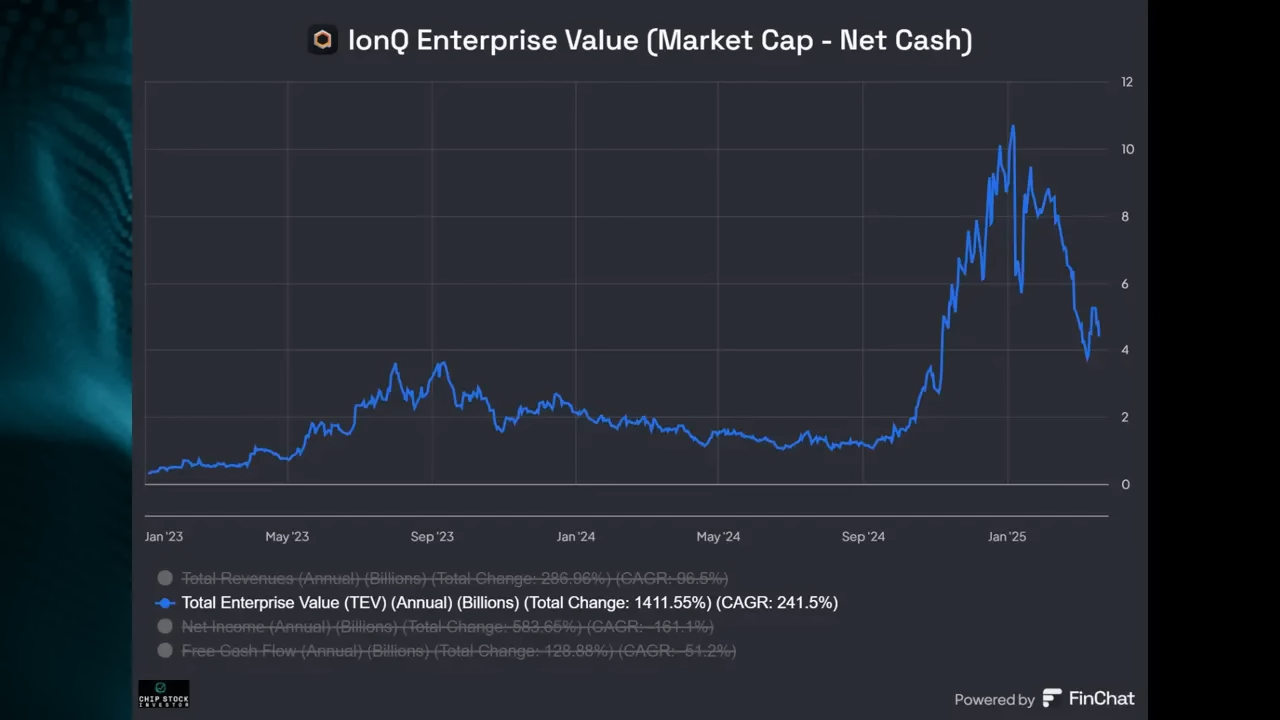 IonQ Enterprise Value (Market Cap - Net Cash)
12
10
8
6
4
2
0
Jan '23 May '23 Sep '23 Jan '24 May '24 Sep '24 Jan '25
Total Revenues (Annual) (Billions) (Total Change: 286.96%) (CAGR: 96.5%)
Total Enterprise Value (TEV) (Annual) (Billions) (Total Change: 1411.55%) (CAGR: 241.5%)
Net Income (Annual) (Billions) (Total Change: 583.65%) (CAGR: -161.1%)
Free Cash Flow (Annual) (Billions) (Total Change: 128.88%) (CAGR: -51.2%)
CHIP STOCK
INVESTOR
Powered by FinChat